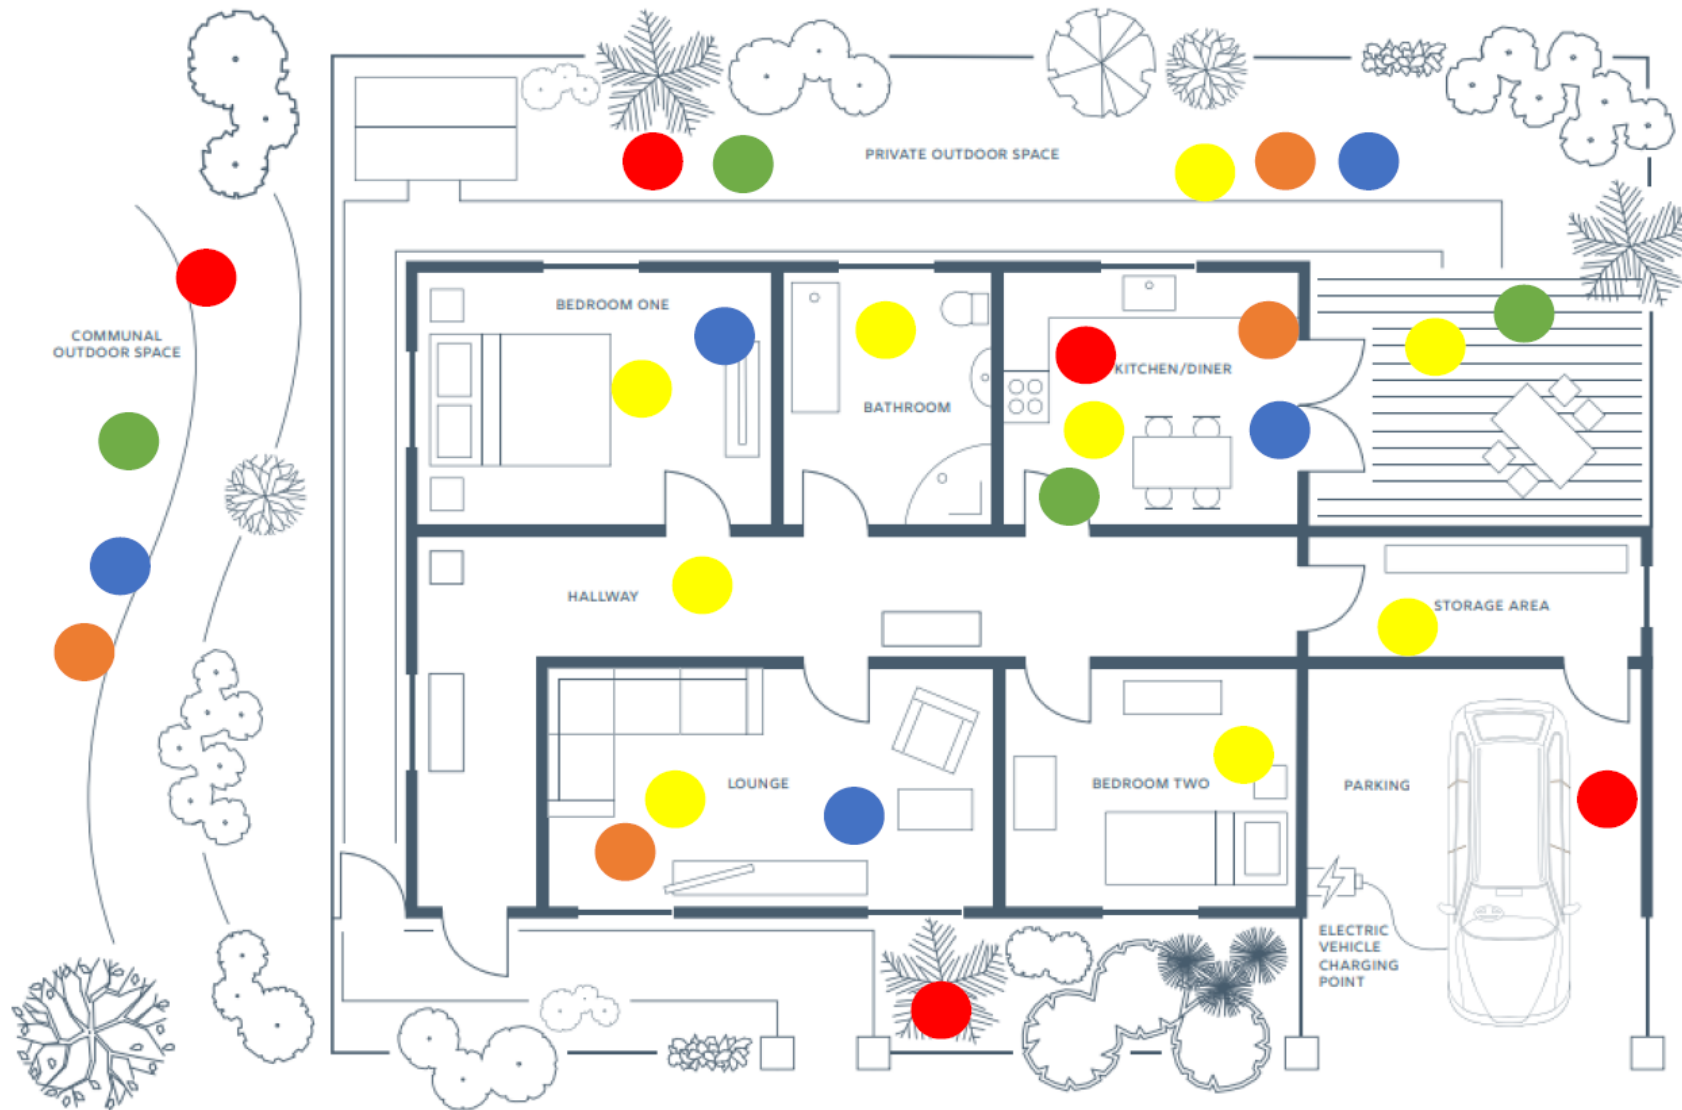 PRIVATE OUTDOOR SPACE
BEDROOM ONE
COMMUNAL
OUTDOOR SPACE
KITCHEN/DINER
BATHROOM
HALLWAY
STORAGE AREA
LOUNGE
BEDROOM TWO
PARKING
ELECTRIC
VEHICLE
CHARGING
POINT